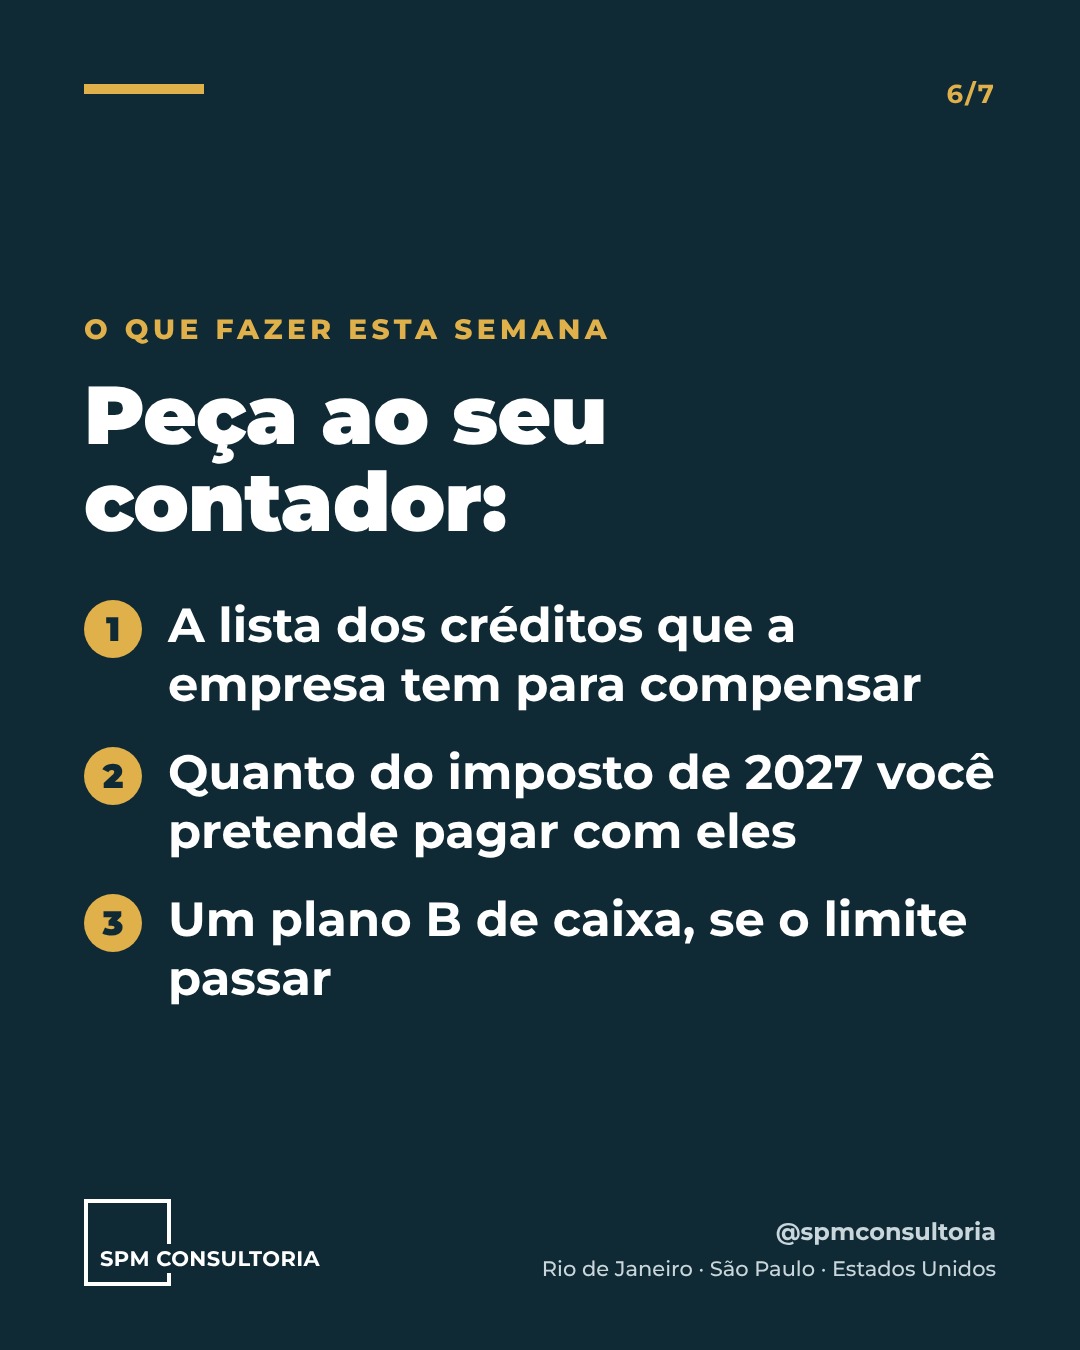 6/7
O QUE FAZER ESTA SEMANA
Peça ao seu
contador:
1 A lista dos créditos que a
empresa tem para compensar
2 Quanto do imposto de 2027 você
pretende pagar com eles
3 Um plano B de caixa, se o limite
passar
SPM CONSULTORIA
@spmconsultoria
Rio de Janeiro · São Paulo · Estados Unidos